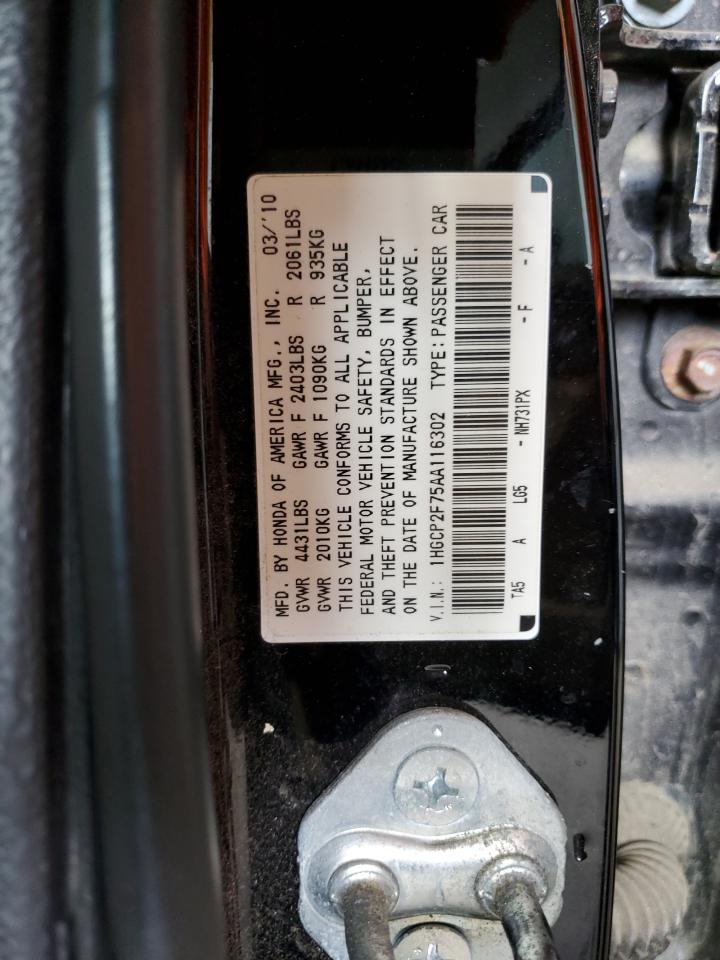 MFD. BY HONDA OF AMERICA MFG., INC. 03/'10
GVWR 4431LBS GAWR F 2403LBS R 2061LBS
GVWR 2010KG GAWR F 1090KG R 935KG
THIS VEHICLE CONFORMS TO ALL APPLICABLE
FEDERAL MOTOR VEHICLE SAFETY, BUMPER,
AND THEFT PREVENTION STANDARDS IN EFFECT
ON THE DATE OF MANUFACTURE SHOWN ABOVE.
V.I.N.: 1HGCP2F75AA116302 TYPE:PASSENGER CAR
TA5 A LG5 - NH731PX - F - A